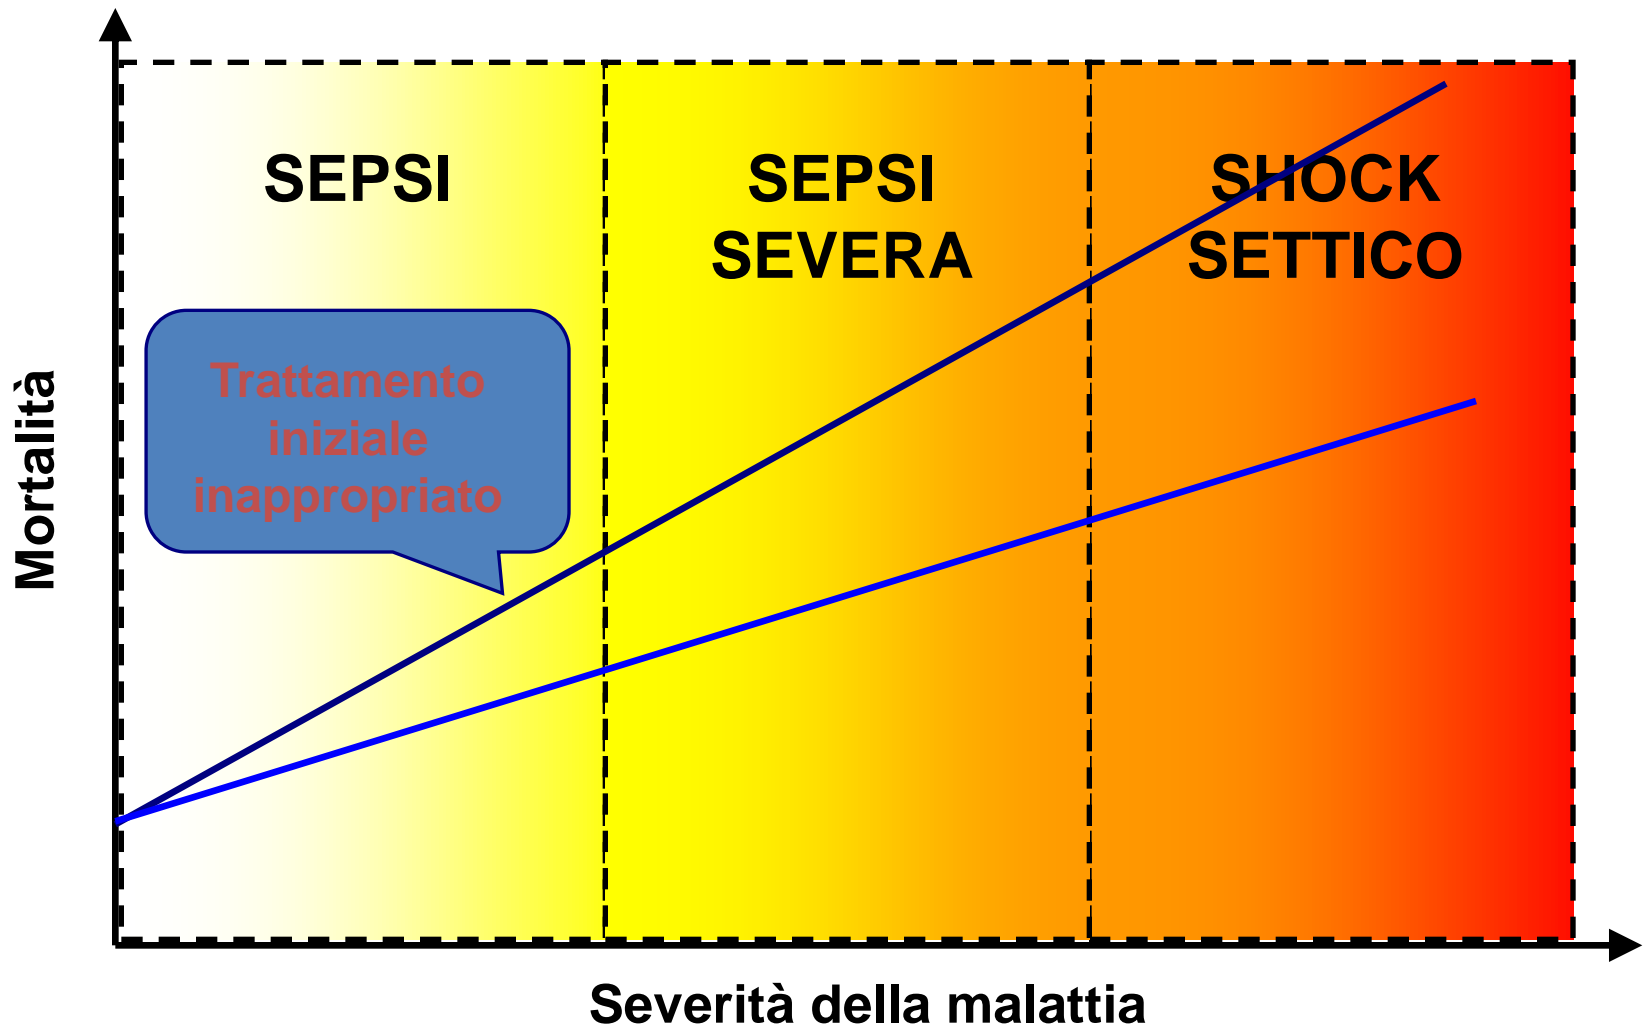 SEPSI
SEPSI
SEVERA
SHOCK
SETTICO
Trattamento
iniziale
inappropriato
Mortalità
Severità della malattia